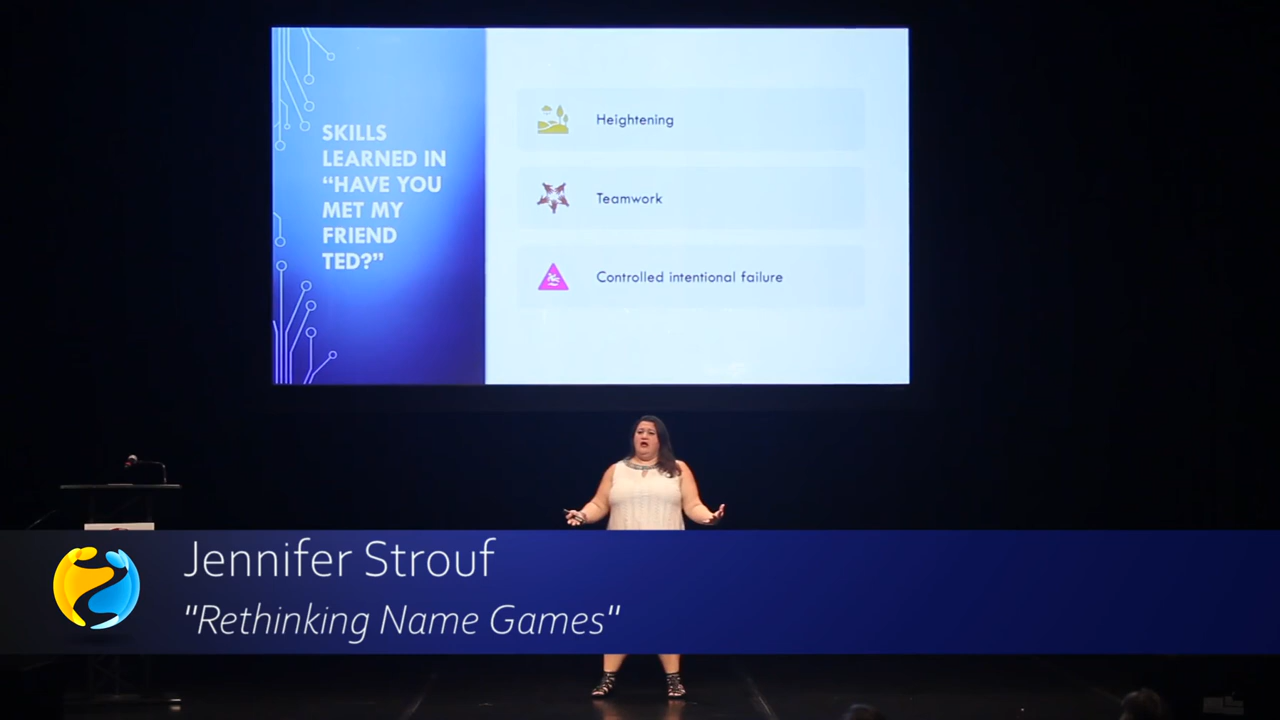 SKILLS
LEARNED IN
“HAVE YOU
MET MY
FRIEND
TED?”
Heightening
Teamwork
Controlled intentional failure
Jennifer Strouf
"Rethinking Name Games"